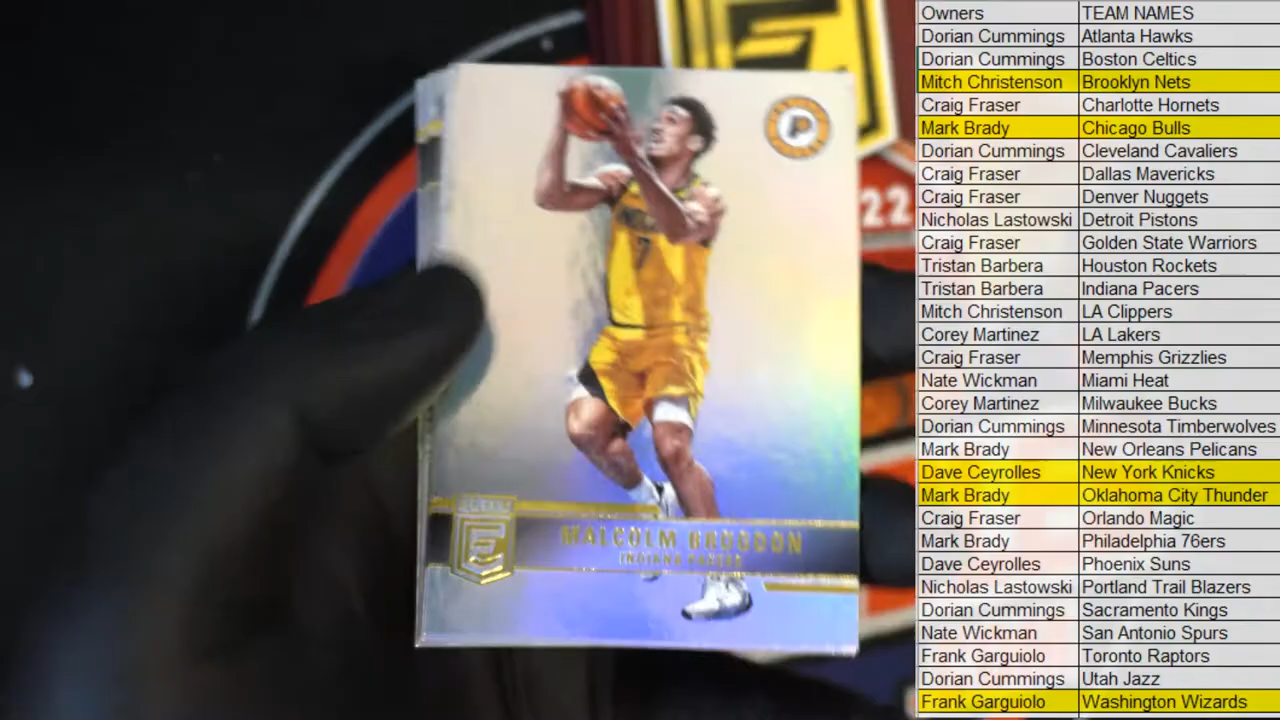 Owners TEAM NAMES
Dorian Cummings Atlanta Hawks
Dorian Cummings Boston Celtics
Mitch Christenson Brooklyn Nets
Craig Fraser Charlotte Hornets
Mark Brady Chicago Bulls
Dorian Cummings Cleveland Cavaliers
Craig Fraser Dallas Mavericks
Craig Fraser Denver Nuggets
Nicholas Lastowski Detroit Pistons
Craig Fraser Golden State Warriors
Tristan Barbera Houston Rockets
Tristan Barbera Indiana Pacers
Mitch Christenson LA Clippers
Corey Martinez LA Lakers
Craig Fraser Memphis Grizzlies
Nate Wickman Miami Heat
Corey Martinez Milwaukee Bucks
Dorian Cummings Minnesota Timberwolves
Mark Brady New Orleans Pelicans
Dave Ceyrolles New York Knicks
Mark Brady Oklahoma City Thunder
Craig Fraser Orlando Magic
Mark Brady Philadelphia 76ers
Dave Ceyrolles Phoenix Suns
Nicholas Lastowski Portland Trail Blazers
Dorian Cummings Sacramento Kings
Nate Wickman San Antonio Spurs
Frank Garguiolo Toronto Raptors
Dorian Cummings Utah Jazz
Frank Garguiolo Washington Wizards
22
P
7
E
MALCOLM BROGDON
INDIANA PACERS